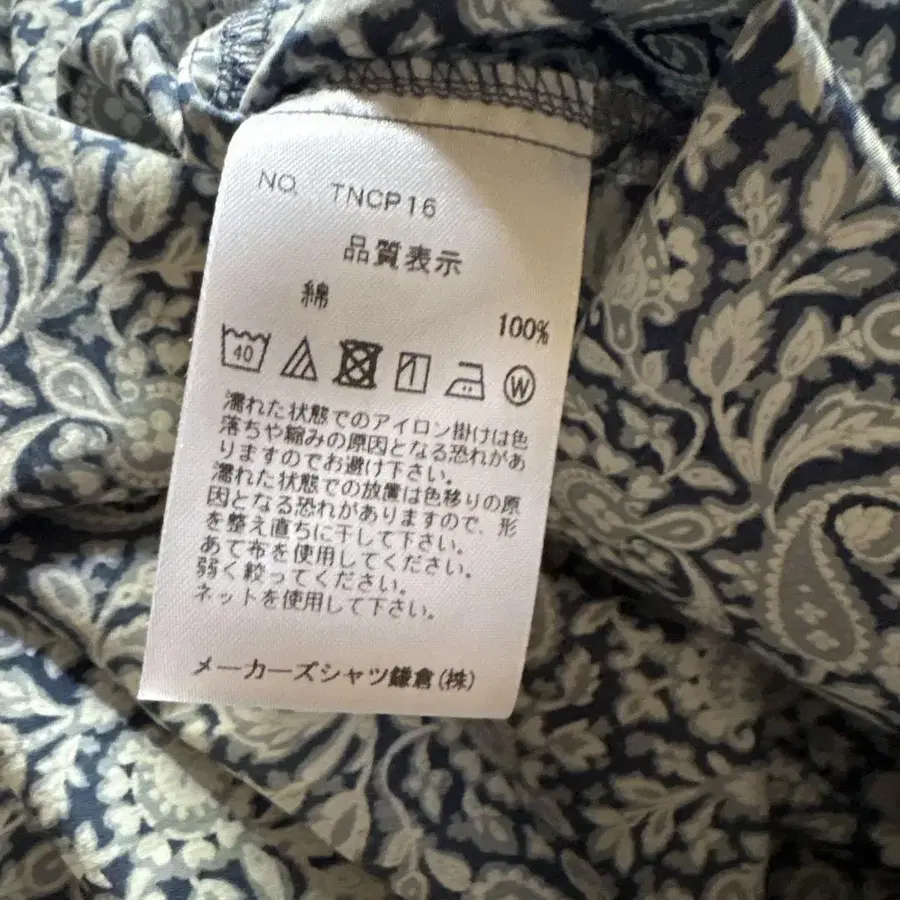 NO. TNCP16
品質表示
綿 100%
40 W
濡れた状態でのアイロン掛けは色
落ちや縮みの原因となる恐れがあ
りますのでお避け下さい。
濡れた状態での放置は色移りの原
因となる恐れがありますので、形
を整え直ちに干して下さい。
あて布を使用してください。
弱く絞ってください。
ネットを使用して下さい。
メーカーズシャツ鎌倉(株)